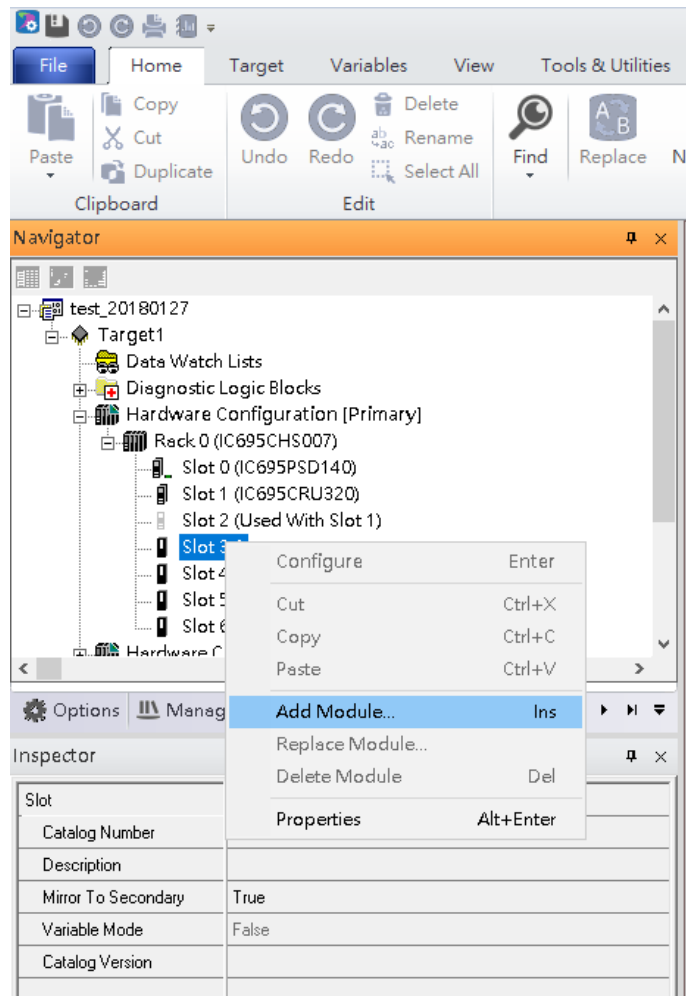 File Home Target Variables View Tools & Utilities
Paste Copy Cut Duplicate Undo Redo Delete Rename Select All Find Replace N
Clipboard Edit
Navigator
test_20180127
Target1
Data Watch Lists
Diagnostic Logic Blocks
Hardware Configuration [Primary]
Rack 0 (IC695CHS007)
Slot 0 (IC695PSD140)
Slot 1 (IC695CRU320)
Slot 2 (Used With Slot 1)
Slot 3
Slot 4
Slot 5
Slot 6
Hardware C
Configure Enter
Cut Ctrl+X
Copy Ctrl+C
Paste Ctrl+V
Add Module... Ins
Replace Module...
Delete Module Del
Properties Alt+Enter
Options Manag
Inspector
Slot
Catalog Number
Description
Mirror To Secondary True
Variable Mode False
Catalog Version